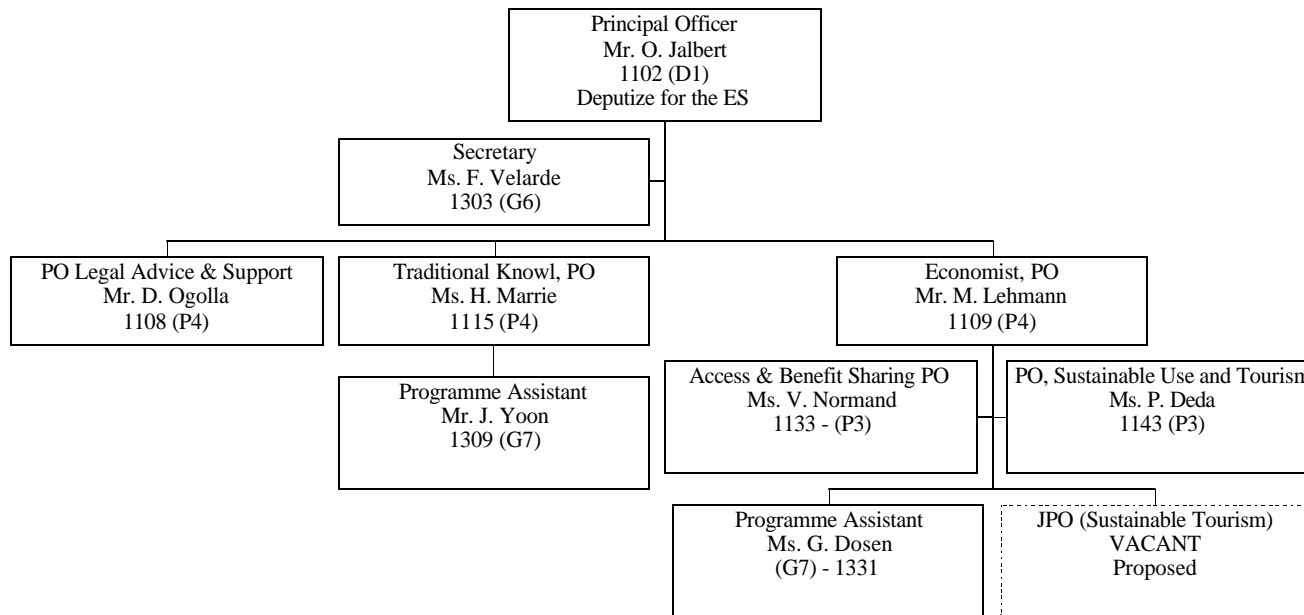 Principal Officer
Mr. O. Jalbert
1102 (D1)
Deputize for the ES
Secretary
Ms. F. Velarde
1303 (G6)
PO Legal Advice & Support
Mr. D. Ogolla
1108 (P4)
Traditional Knowl, PO
Ms. H. Marrie
1115 (P4)
Economist, PO
Mr. M. Lehmann
1109 (P4)
Programme Assistant
Mr. J. Yoon
1309 (G7)
Access & Benefit Sharing PO
Ms. V. Normand
1133 - (P3)
PO, Sustainable Use and Tourism
Ms. P. Deda
1143 (P3)
Programme Assistant
Ms. G. Dosen
(G7) - 1331
JPO (Sustainable Tourism)
VACANT
Proposed